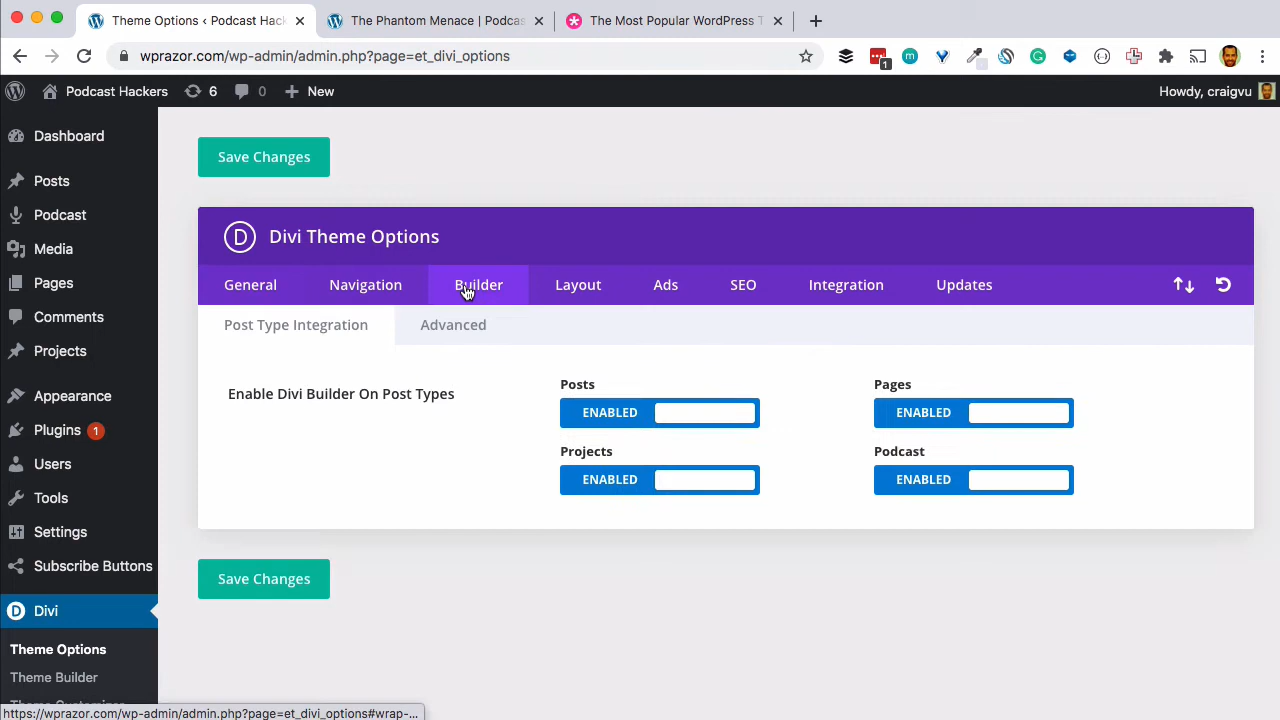 Theme Options ‹ Podcast Hack
The Phantom Menace | Podca
The Most Popular WordPress T
wprazor.com/wp-admin/admin.php?page=et_divi_options
1
Podcast Hackers
6
0
New
Howdy, craigvu
Dashboard
Posts
Podcast
Media
Pages
Comments
Projects
Appearance
Plugins 1
Users
Tools
Settings
Subscribe Buttons
Divi
Theme Options
Theme Builder
Save Changes
D Divi Theme Options
General Navigation Builder Layout Ads SEO Integration Updates
Post Type Integration Advanced
Enable Divi Builder On Post Types
Posts
ENABLED
Pages
ENABLED
Projects
ENABLED
Podcast
ENABLED
Save Changes
https://wprazor.com/wp-admin/admin.php?page=et_divi_options#wrap-...